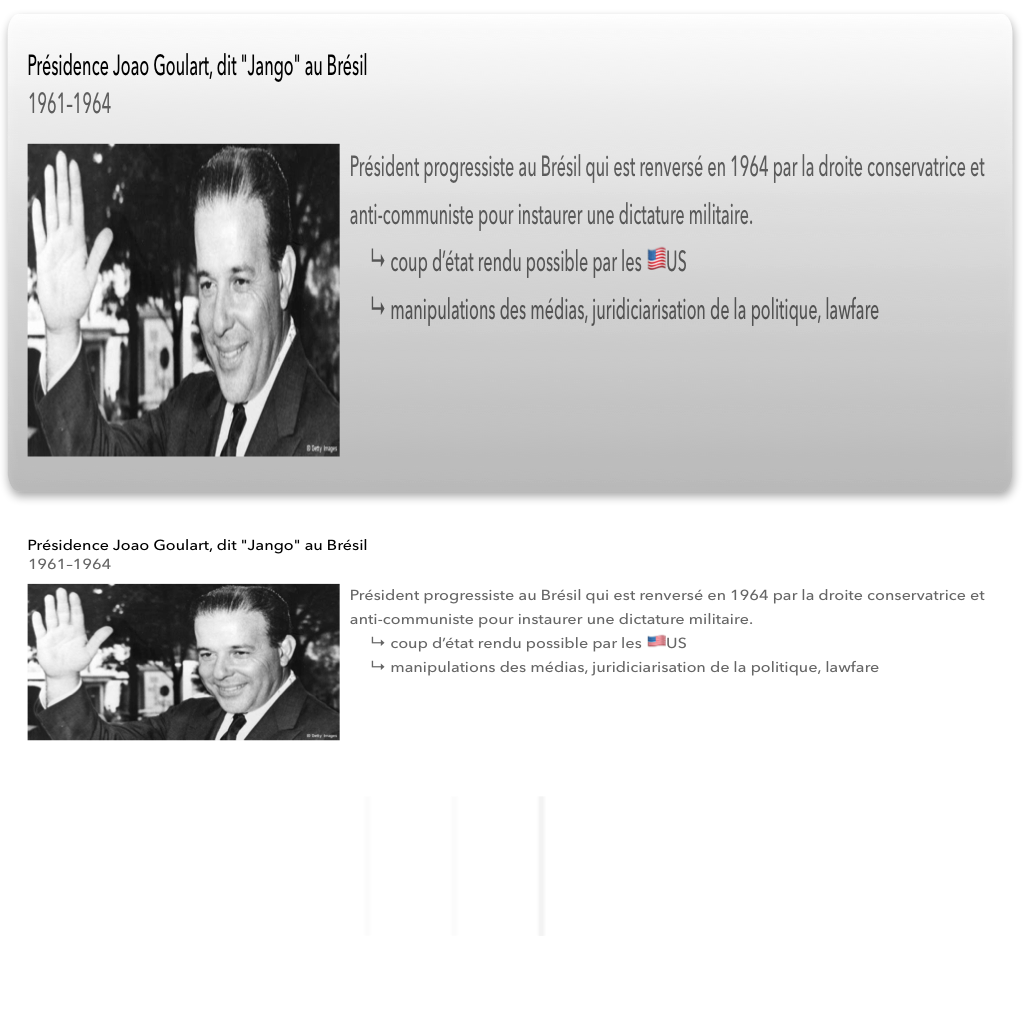 Présidence Joao Goulart, dit "Jango" au Brésil
1961–1964
Président progressiste au Brésil qui est renversé en 1964 par la droite conservatrice et
anti-communiste pour instaurer une dictature militaire.
↳ coup d’état rendu possible par les 🇺🇸US
↳ manipulations des médias, juridiciarisation de la politique, lawfare
© Getty Images
Présidence Joao Goulart, dit "Jango" au Brésil
1961–1964
Président progressiste au Brésil qui est renversé en 1964 par la droite conservatrice et
anti-communiste pour instaurer une dictature militaire.
↳ coup d’état rendu possible par les 🇺🇸US
↳ manipulations des médias, juridiciarisation de la politique, lawfare
© Getty Images